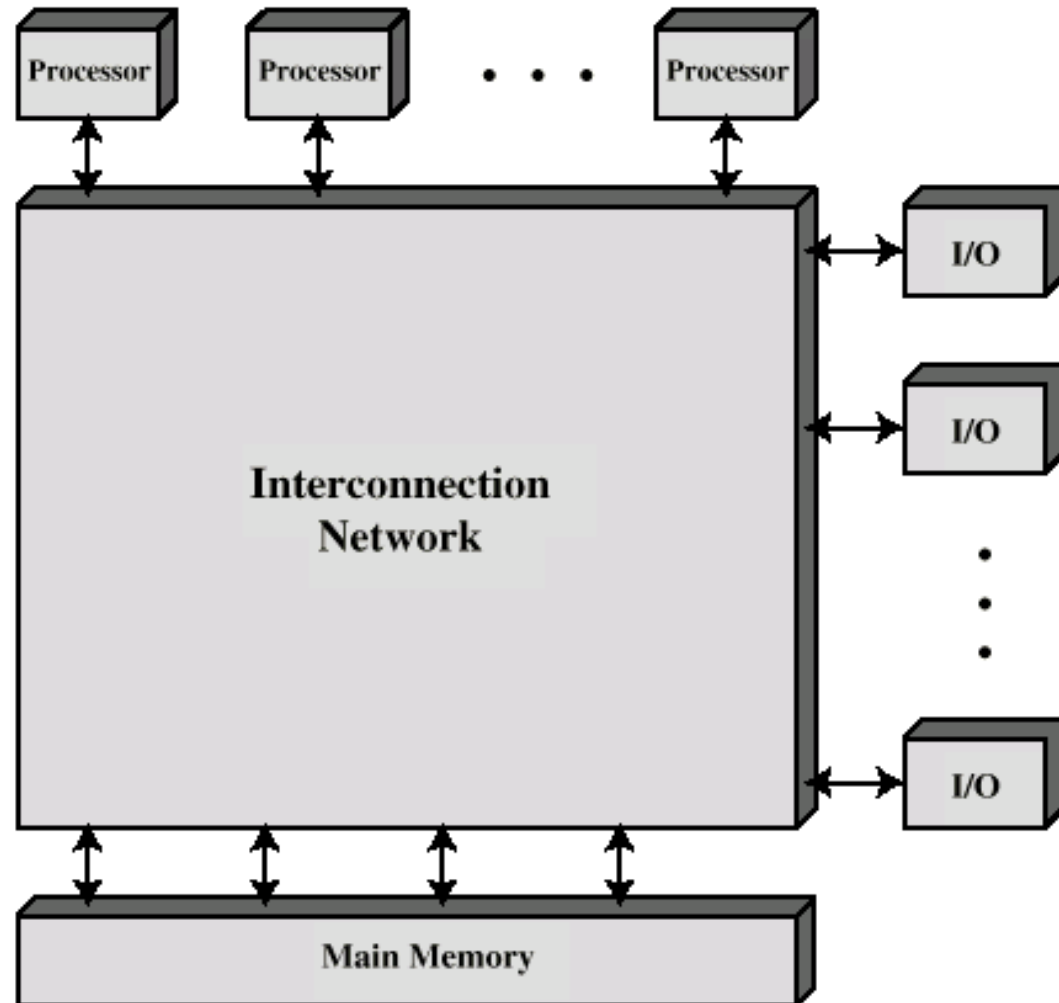 Processor
Processor
. . .
Processor
I/O
I/O
Interconnection
Network
I/O
Main Memory